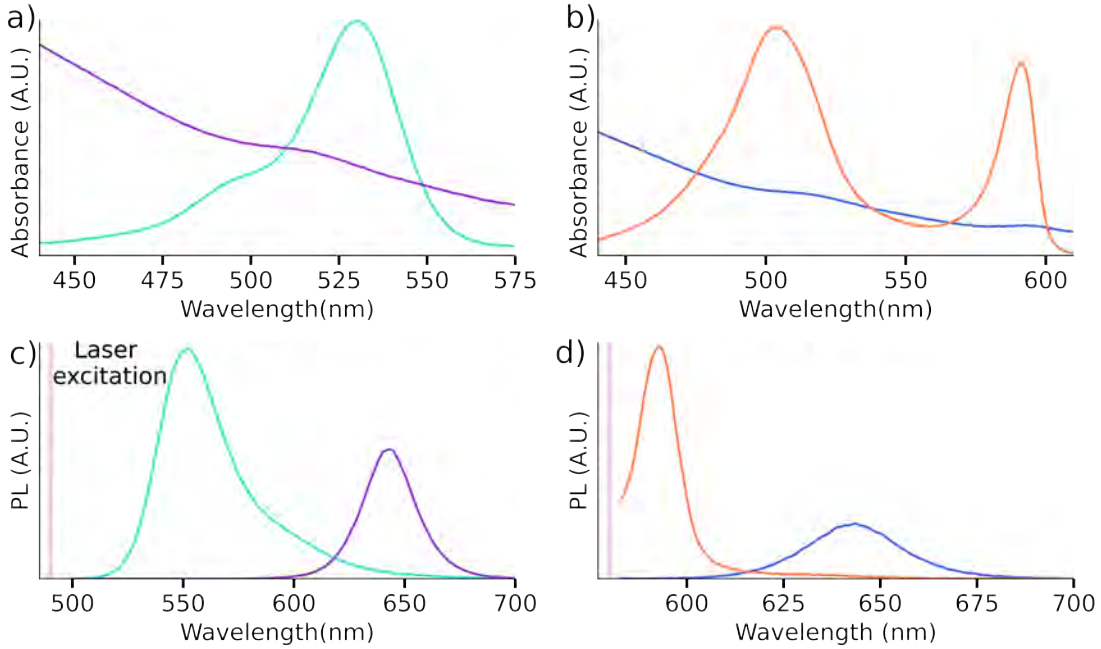 a)
Absorbance (A.U.)
450 475 500 525 550 575
Wavelength(nm)
b)
Absorbance (A.U.)
450 500 550 600
Wavelength(nm)
c)
Laser
excitation
PL (A.U.)
500 550 600 650 700
Wavelength(nm)
d)
PL (A.U.)
600 625 650 675 700
Wavelength (nm)